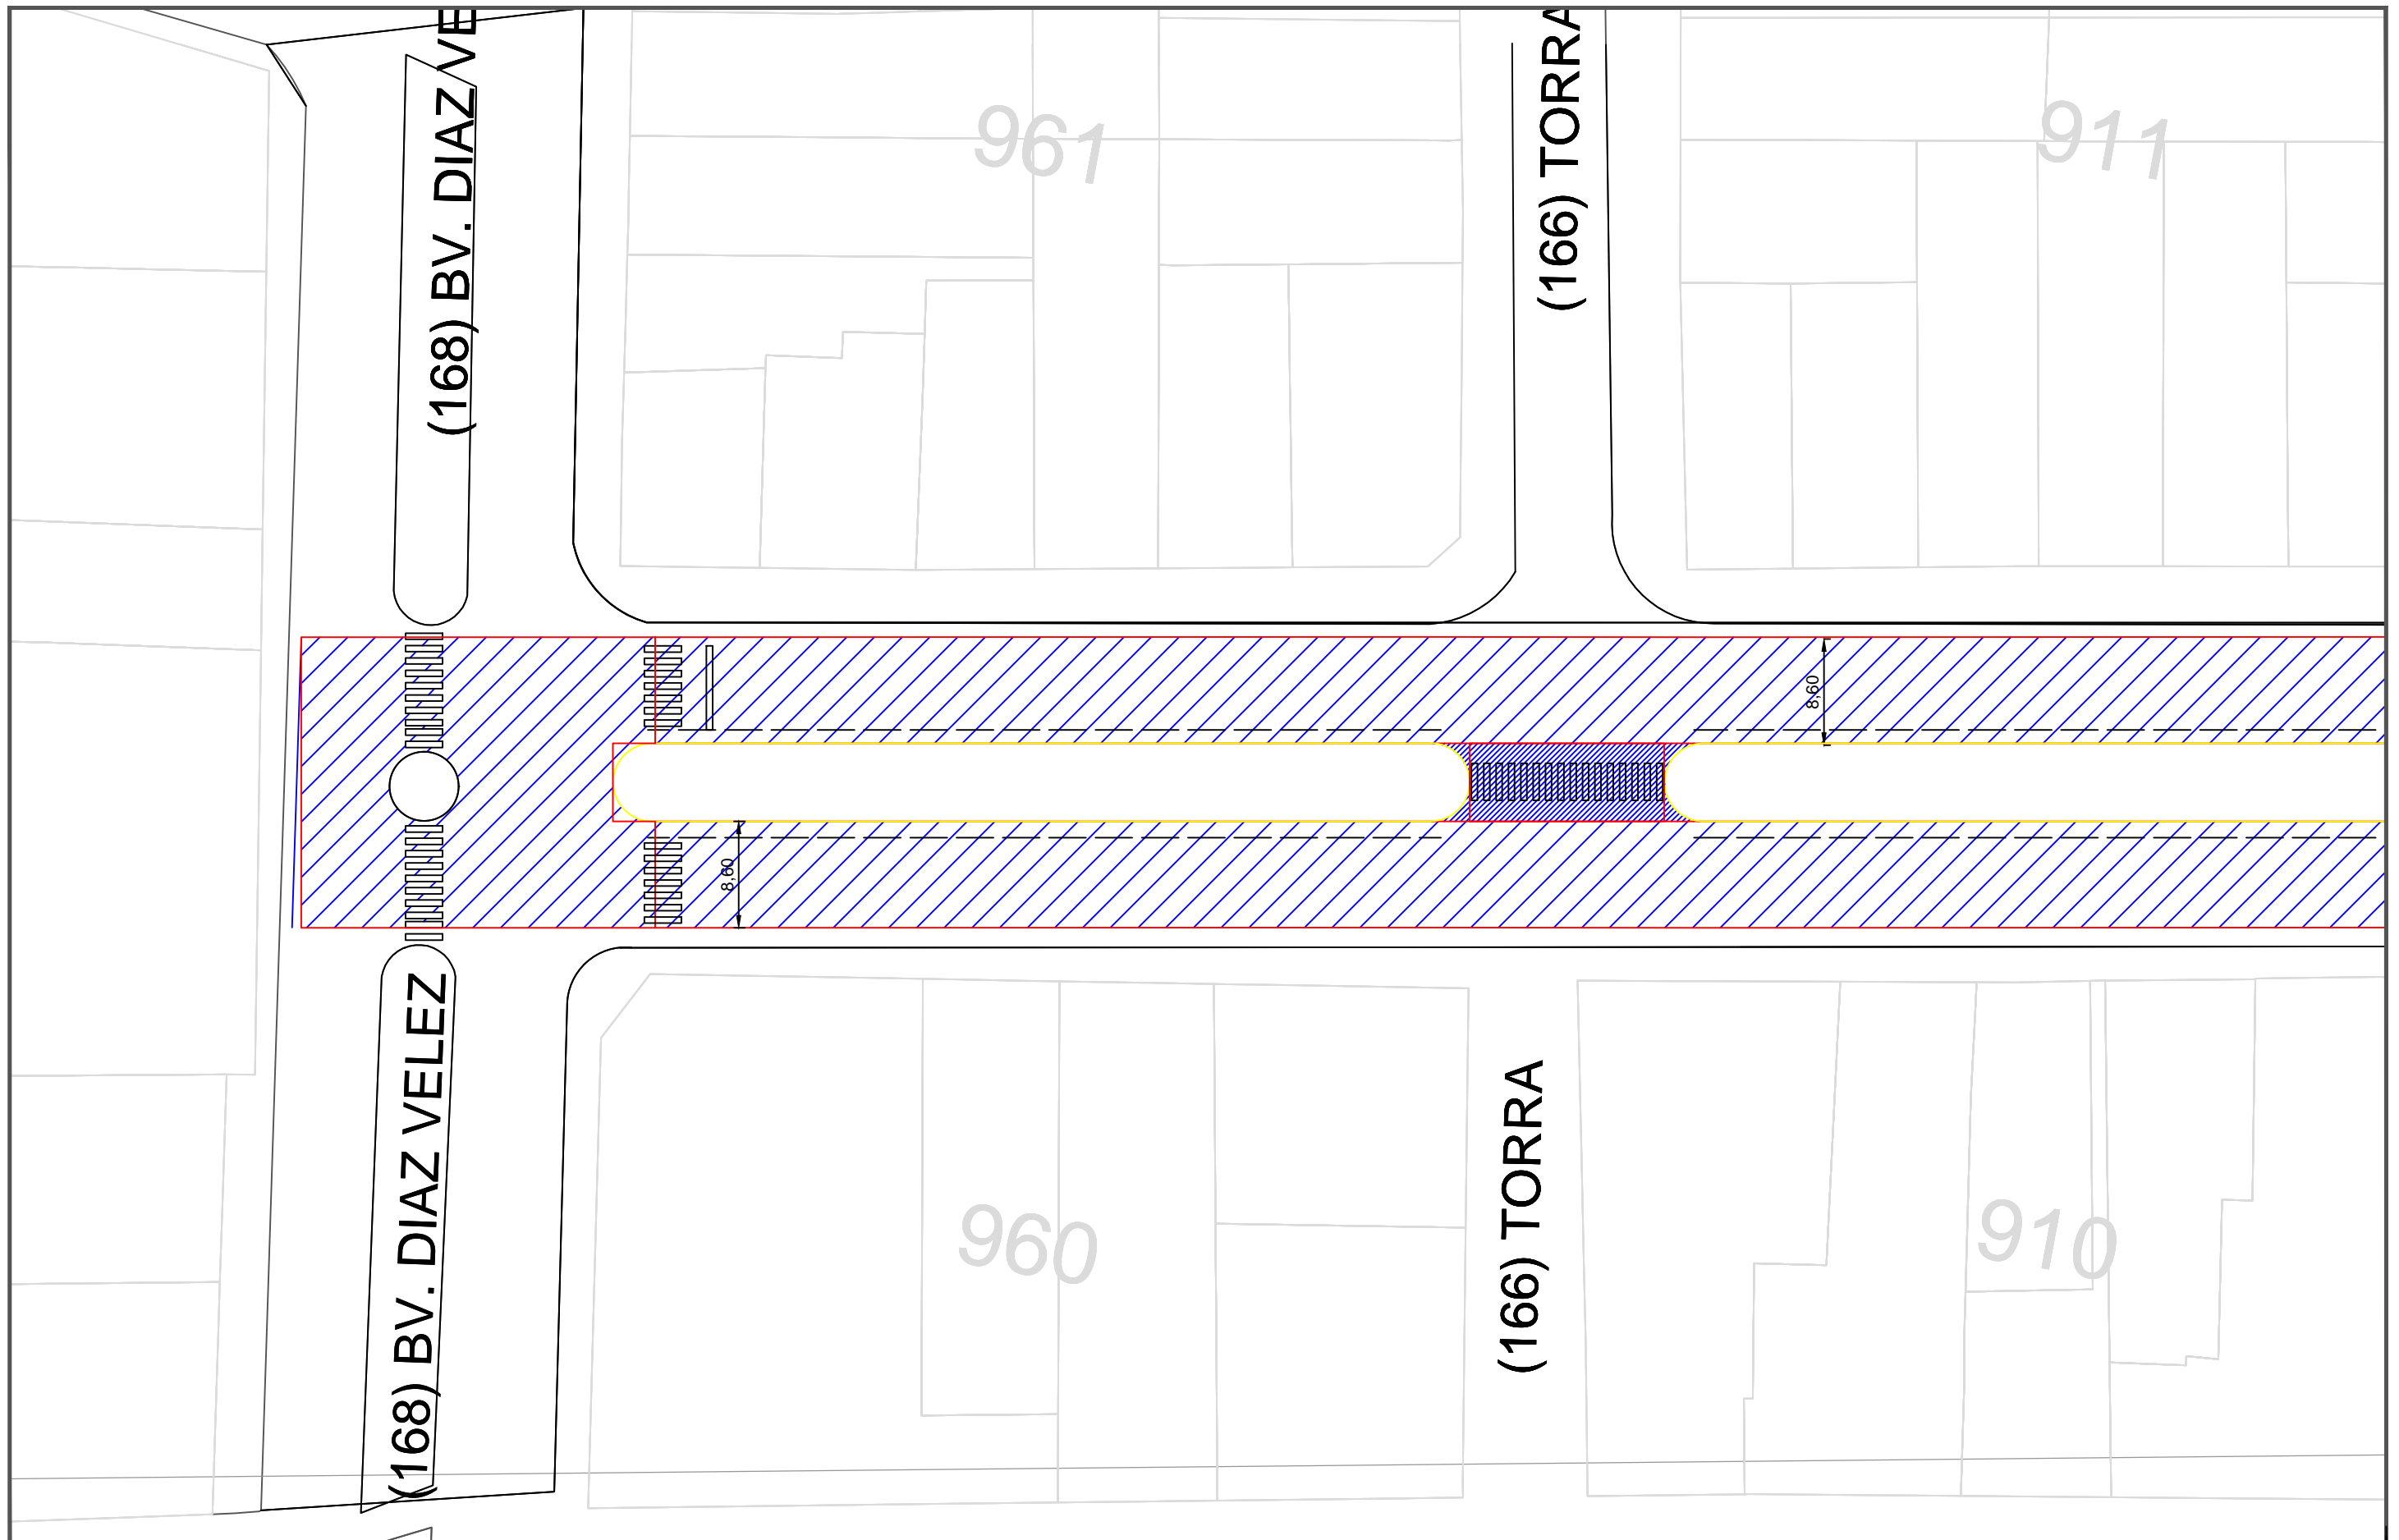 (168) BV. DIAZ VE
(166) TORRA
961
911
8,60
8,60
(168) BV. DIAZ VELEZ
(166) TORRA
960
910